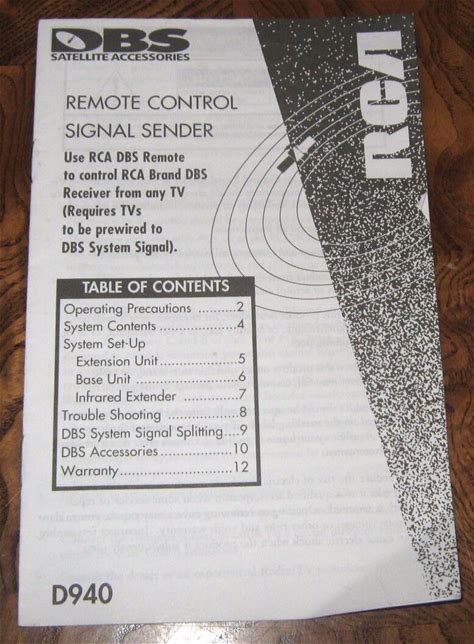 DBS
SATELLITE ACCESSORIES
RCA
REMOTE CONTROL
SIGNAL SENDER
Use RCA DBS Remote
to control RCA Brand DBS
Receiver from any TV
(Requires TVs
to be prewired to
DBS System Signal).
TABLE OF CONTENTS
Operating Precautions ..........2
System Contents ..................4
System Set-Up
Extension Unit..................5
Base Unit ........................6
Infrared Extender .............7
Trouble Shooting ..................8
DBS System Signal Splitting....9
DBS Accessories .................10
Warranty............................12
D940